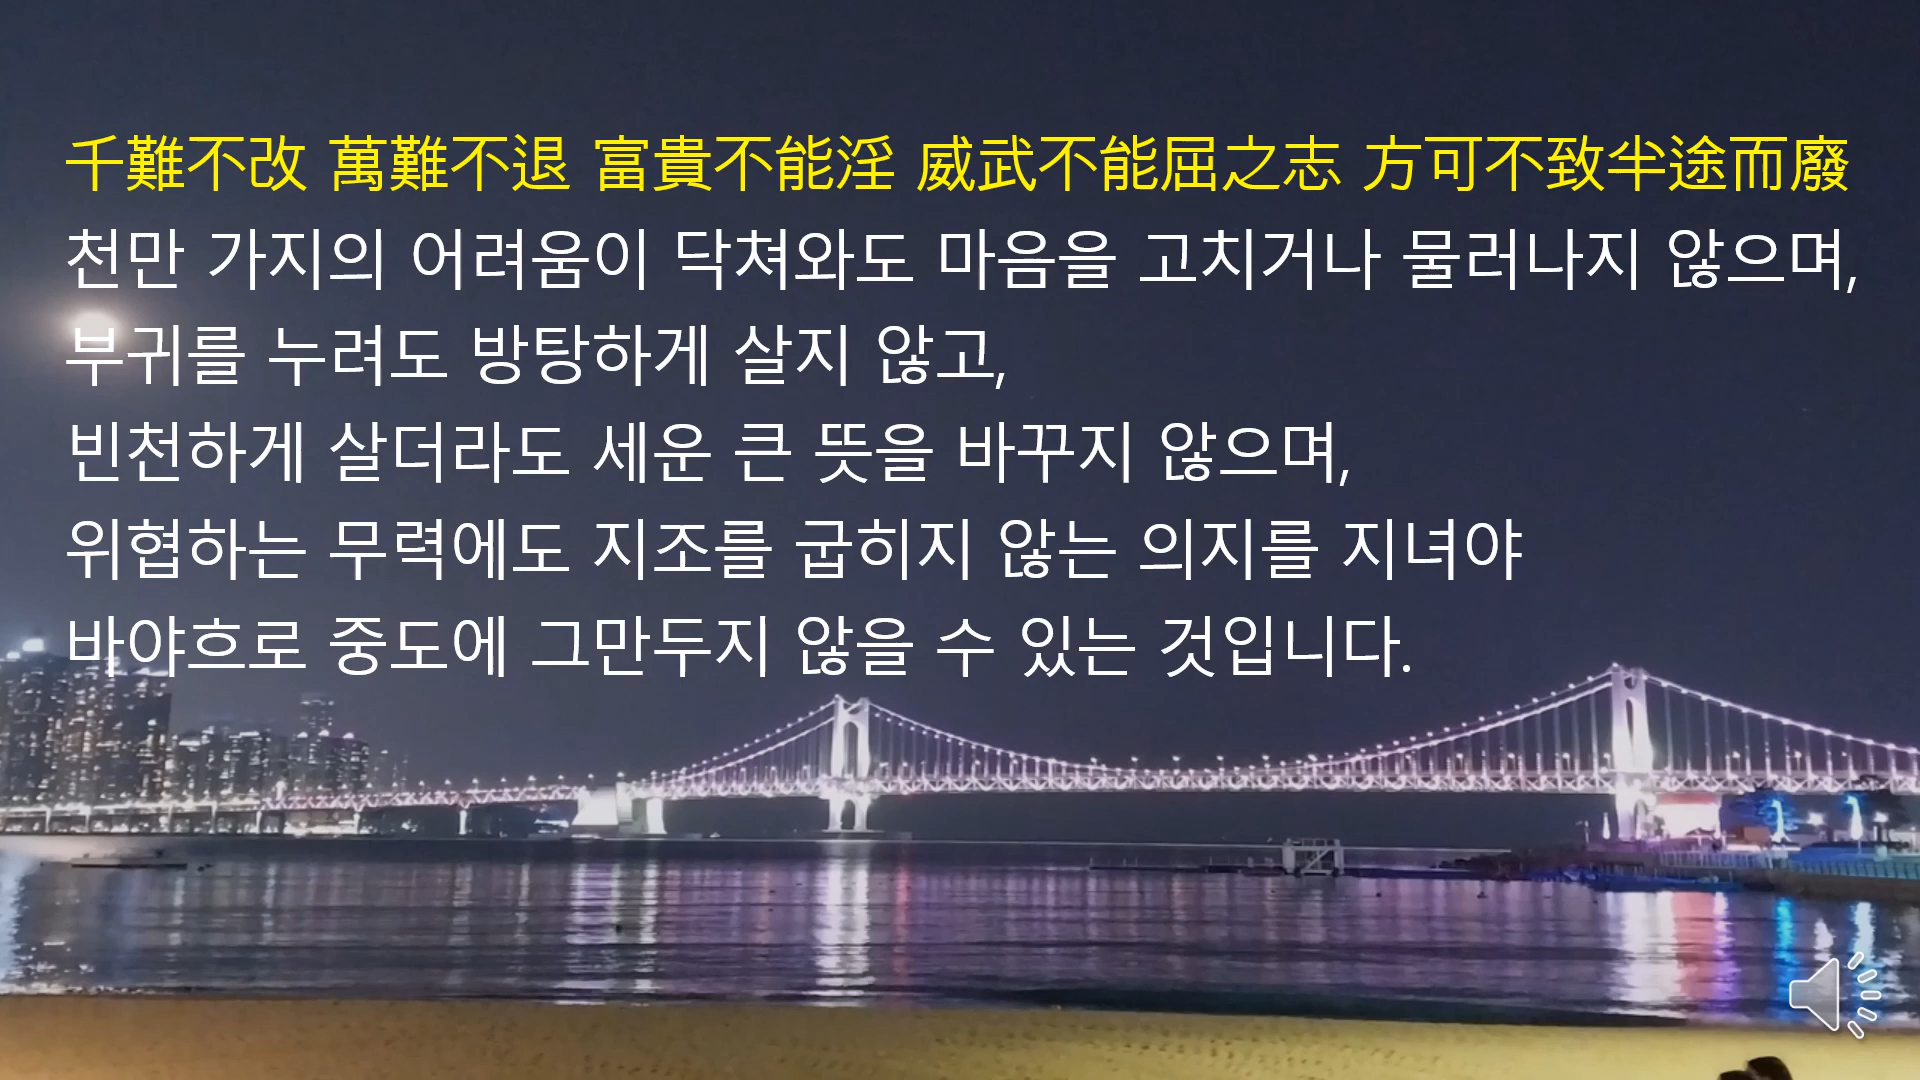 千難不改 萬難不退 富貴不能淫 威武不能屈之志 方可不致半途而廢
천만 가지의 어려움이 닥쳐와도 마음을 고치거나 물러나지 않으며,
부귀를 누려도 방탕하게 살지 않고,
빈천하게 살더라도 세운 큰 뜻을 바꾸지 않으며,
위협하는 무력에도 지조를 굽히지 않는 의지를 지녀야
바야흐로 중도에 그만두지 않을 수 있는 것입니다.